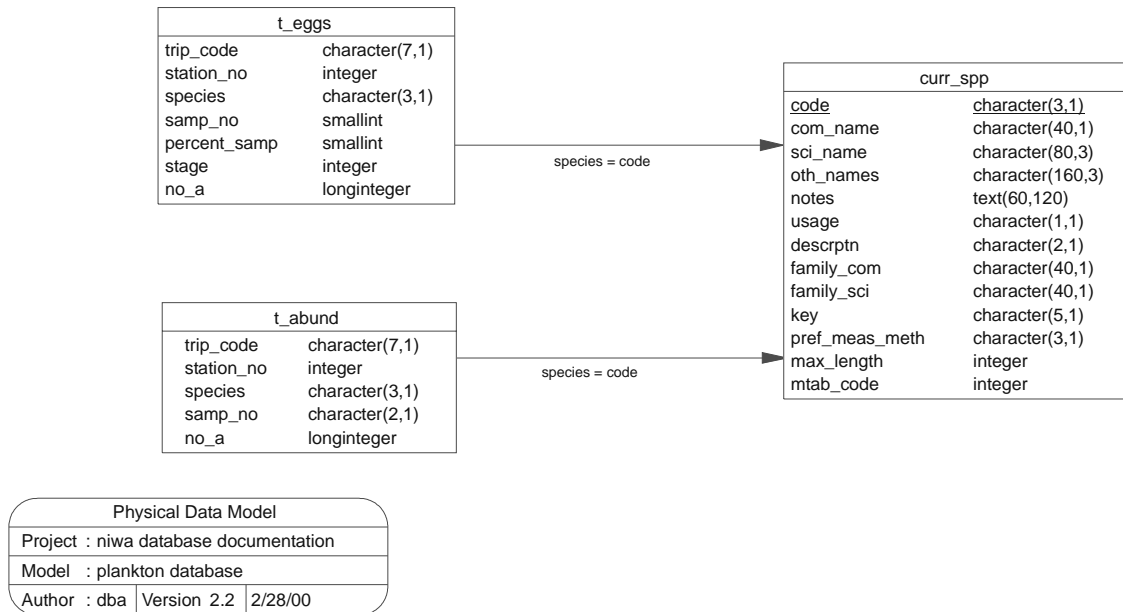 t_eggs
trip_code character(7,1)
station_no integer
species character(3,1)
samp_no smallint
percent_samp smallint
stage integer
no_a longinteger
species = code
curr_spp
code character(3,1)
com_name character(40,1)
sci_name character(80,3)
oth_names character(160,3)
notes text(60,120)
usage character(1,1)
descrptn character(2,1)
family_com character(40,1)
family_sci character(40,1)
key character(5,1)
pref_meas_meth character(3,1)
max_length integer
mtab_code integer
t_abund
trip_code character(7,1)
station_no integer
species character(3,1)
samp_no character(2,1)
no_a longinteger
species = code
Physical Data Model
Project : niwa database documentation
Model : plankton database
Author : dba Version 2.2 2/28/00